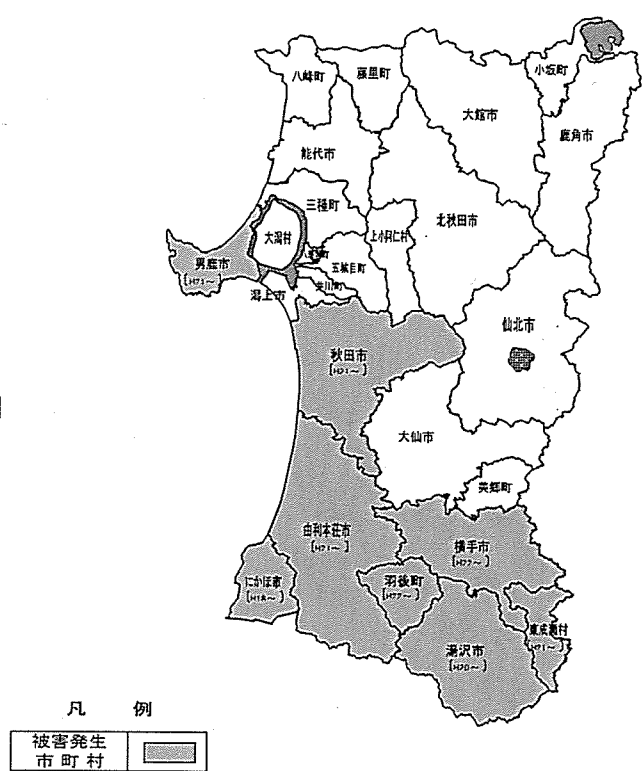 八峰町
藤里町
小坂町
大館市
鹿角市
能代市
三種町
北秋田市
大潟村
上小阿仁村
男鹿市
[H21～]
五城目町
井川町
潟上市
仙北市
秋田市
[H21～]
大仙市
美郷町
由利本荘市
[H21～]
横手市
[H22～]
にかほ市
[H18～]
羽後町
[H22～]
東成瀬村
[H21～]
湯沢市
[H20～]
凡 例
被害発生
市町村